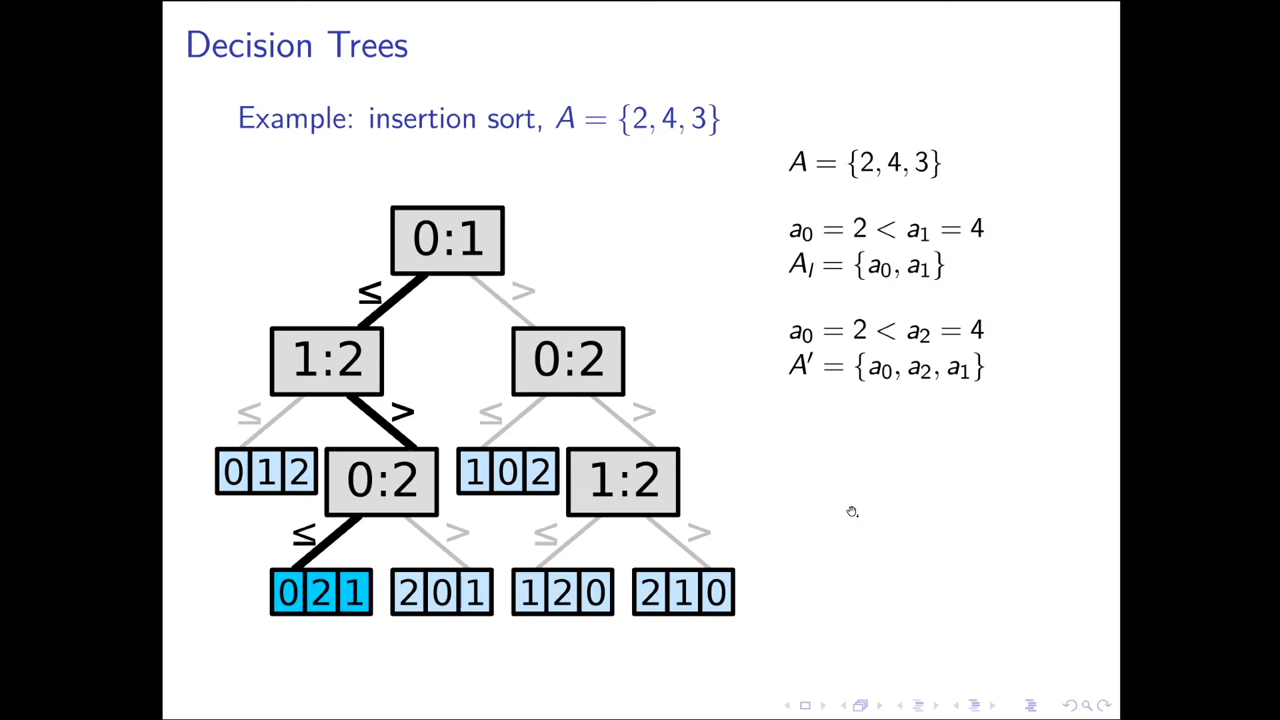 Decision Trees
Example: insertion sort, A = {2, 4, 3}
A = {2, 4, 3}
a₀ = 2 < a₁ = 4
Aₗ = {a₀, a₁}
a₀ = 2 < a₂ = 4
A′ = {a₀, a₂, a₁}
0:1
≤ >
1:2 0:2
≤ > ≤ >
0 1 2 0:2 1 0 2 1:2
≤ > ≤ >
0 2 1 2 0 1 1 2 0 2 1 0